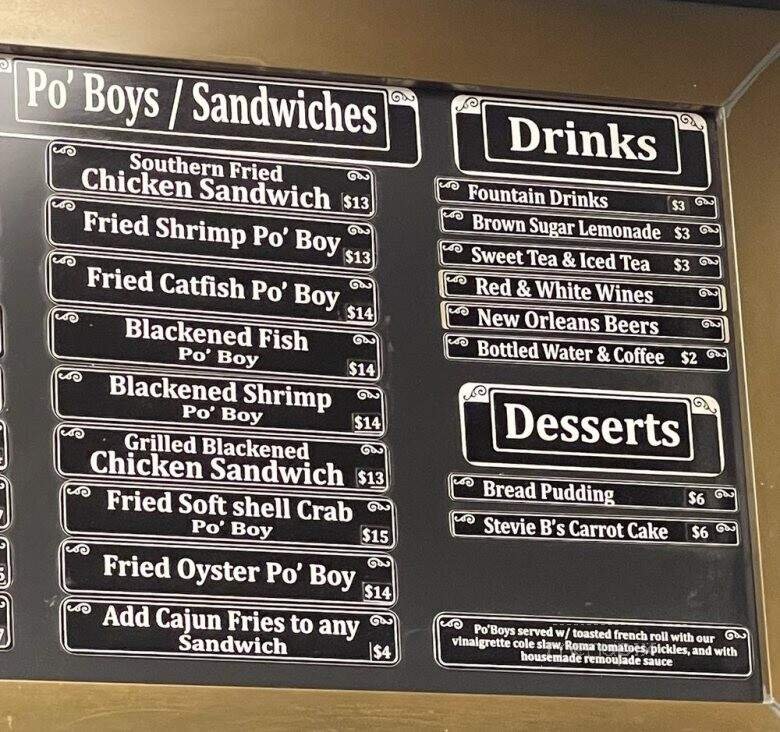 Po' Boys / Sandwiches
Southern Fried
Chicken Sandwich $13
Fried Shrimp Po' Boy $13
Fried Catfish Po' Boy $14
Blackened Fish
Po' Boy $14
Blackened Shrimp
Po' Boy $14
Grilled Blackened
Chicken Sandwich $13
Fried Soft shell Crab
Po' Boy $15
Fried Oyster Po' Boy $14
Add Cajun Fries to any
Sandwich $4
Drinks
Fountain Drinks $3
Brown Sugar Lemonade $3
Sweet Tea & Iced Tea $3
Red & White Wines
New Orleans Beers
Bottled Water & Coffee $2
Desserts
Bread Pudding $6
Stevie B's Carrot Cake $6
Po'Boys served w/ toasted french roll with our
vinaigrette cole slaw, Roma tomatoes, pickles, and with
housemade remoulade sauce